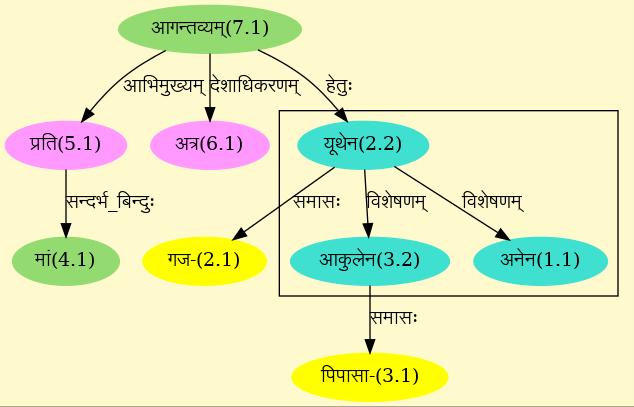 आगन्तव्यम्(7.1)
आभिमुख्यम् देशाधिकरणम् हेतुः
प्रति(5.1) अत्र(6.1) यूथेन(2.2)
सन्दर्भ_बिन्दुः समासः विशेषणम् विशेषणम्
मां(4.1) गज-(2.1) आकुलेन(3.2) अनेन(1.1)
समासः
पिपासा-(3.1)